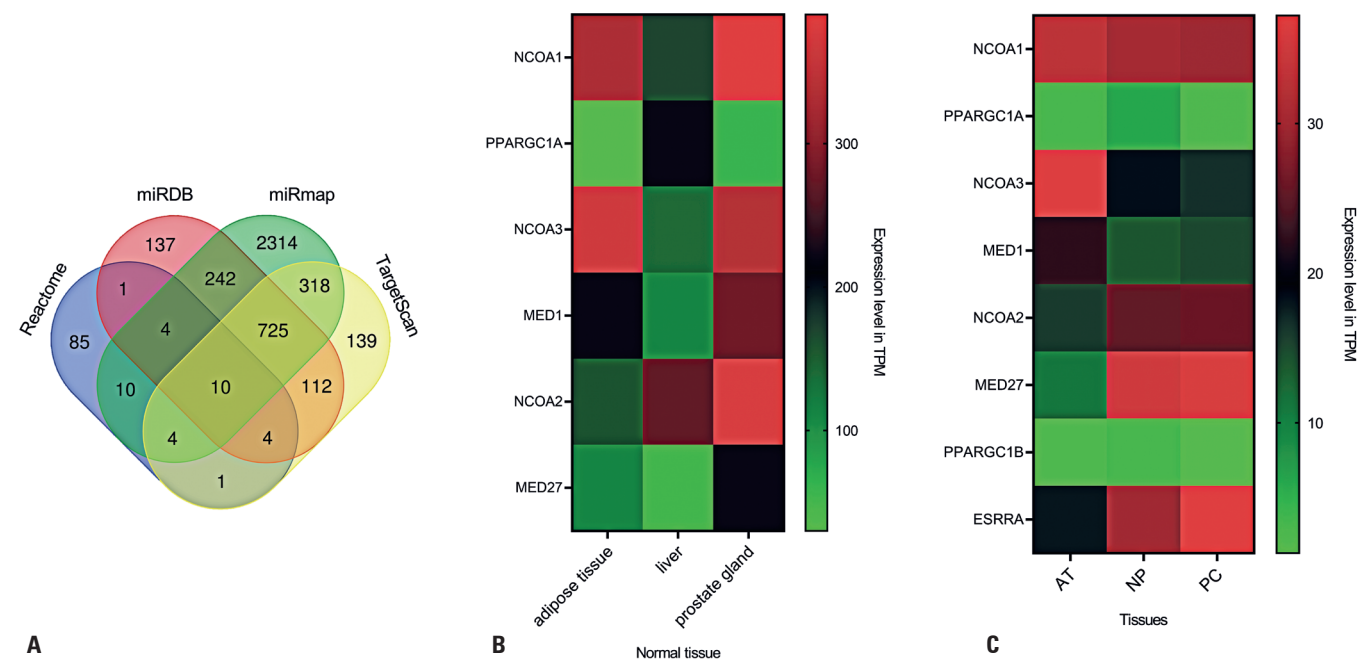 miRDB
miRmap
Reactome
TargetScan
137
2314
1
242
318
85
4
725
139
10
10
112
4
4
1
A
NCOA1
PPARGC1A
NCOA3
MED1
NCOA2
MED27
adipose tissue
liver
prostate gland
Normal tissue
300
200
100
Expression level in TPM
B
NCOA1
PPARGC1A
NCOA3
MED1
NCOA2
MED27
PPARGC1B
ESRRA
AT
NP
PC
Tissues
30
20
10
Expression level in TPM
C